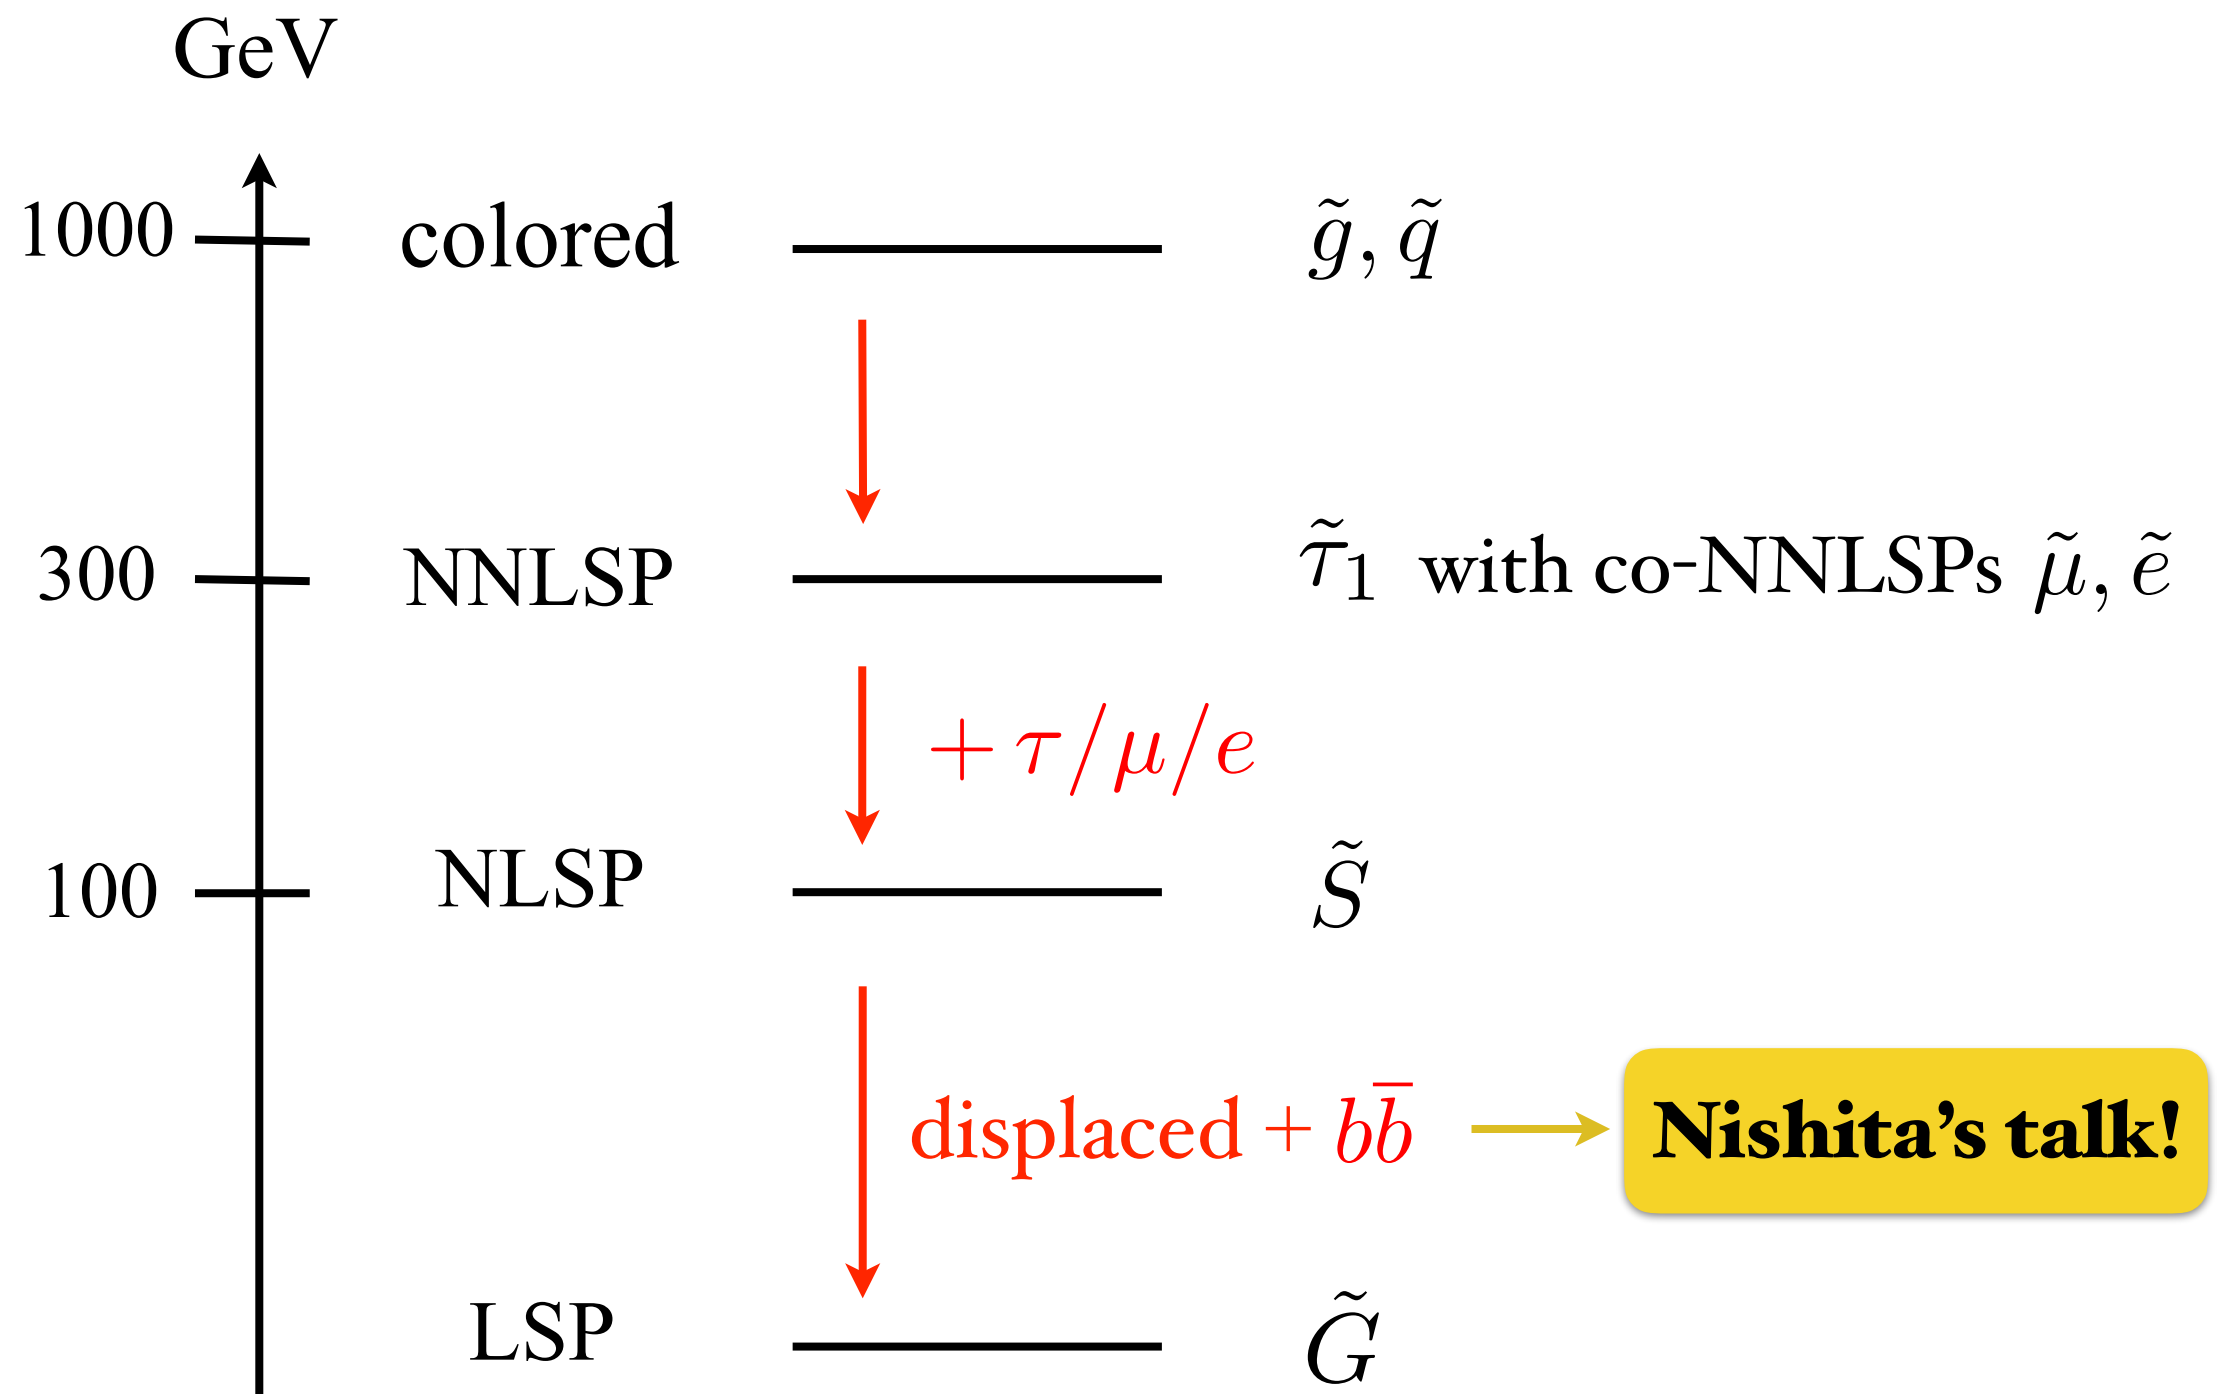 GeV
1000 colored g̃, q̃
300 NNLSP τ̃₁ with co-NNLSPs μ̃, ẽ
+ τ/μ/e
100 NLSP S̃
displaced + bb̅ Nishita’s talk!
LSP G̃